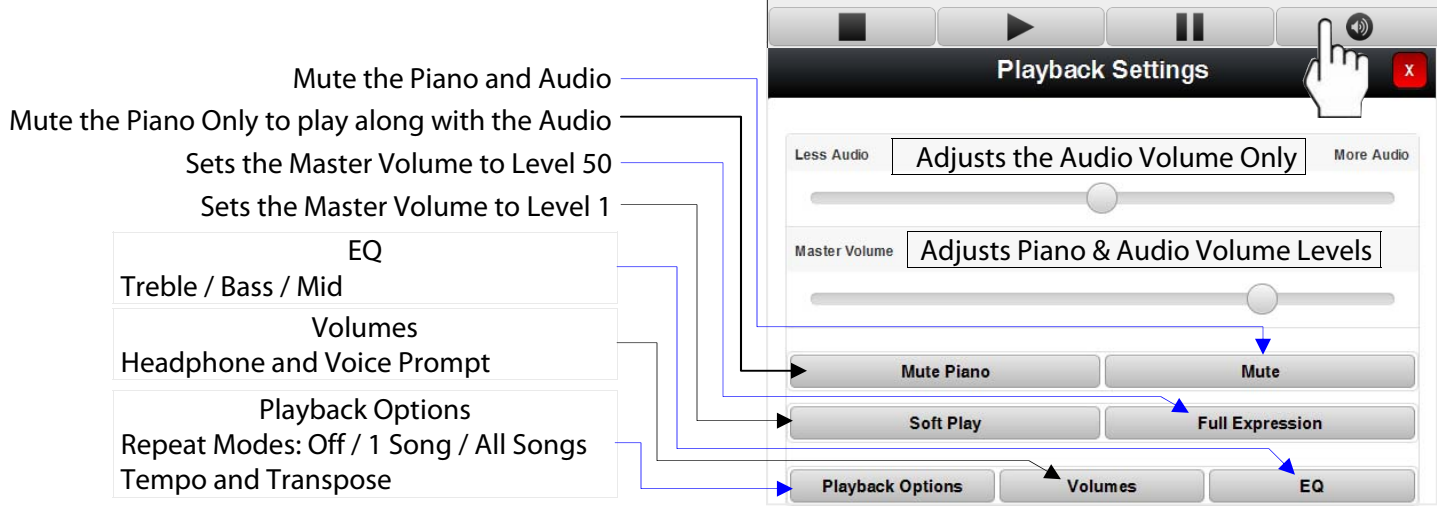 Playback Settings
X
Mute the Piano and Audio
Mute the Piano Only to play along with the Audio
Sets the Master Volume to Level 50
Sets the Master Volume to Level 1
EQ
Treble / Bass / Mid
Volumes
Headphone and Voice Prompt
Playback Options
Repeat Modes: Off / 1 Song / All Songs
Tempo and Transpose
Less Audio
Adjusts the Audio Volume Only
More Audio
Master Volume
Adjusts Piano & Audio Volume Levels
Mute Piano
Mute
Soft Play
Full Expression
Playback Options
Volumes
EQ